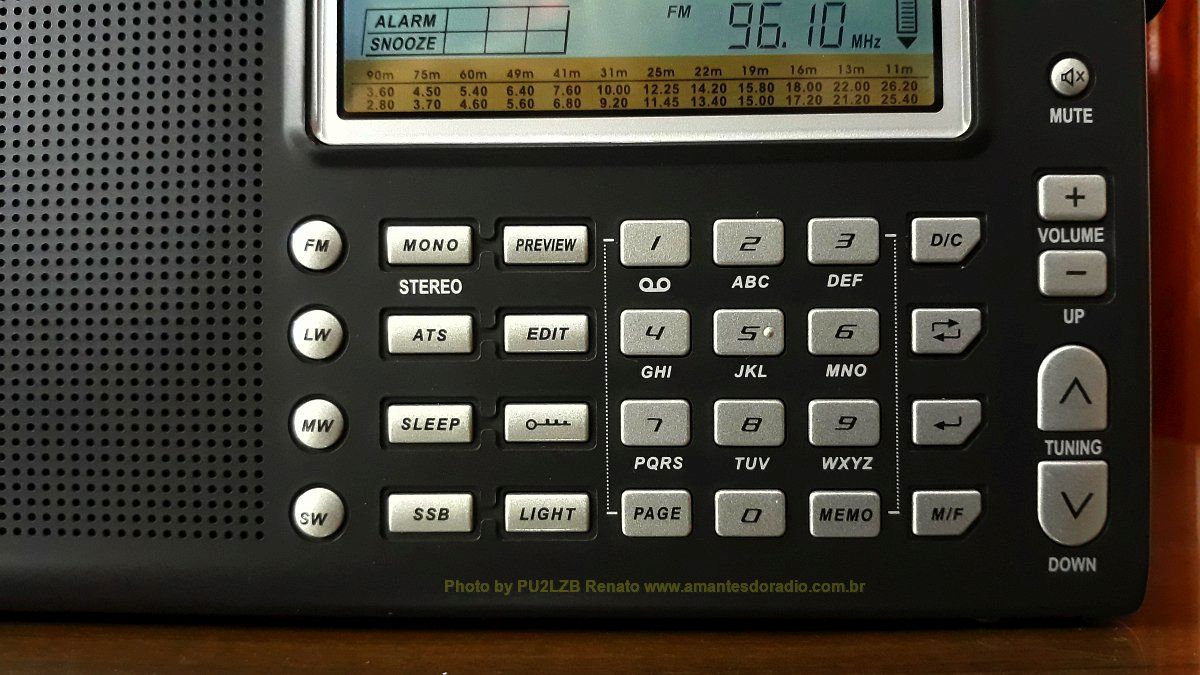 ALARM
SNOOZE
FM 96.10 MHz
90m 75m 60m 49m 41m 31m 25m 22m 19m 16m 13m 11m
3.60 4.50 5.40 6.40 7.60 10.00 12.25 14.20 15.80 18.00 22.00 26.20
2.80 3.70 4.60 5.60 6.80 9.20 11.45 13.40 15.00 17.20 21.20 25.40
MUTE
+
VOLUME
-
UP
TUNING
DOWN
FM MONO PREVIEW 1 2 3 D/C
STEREO ABC DEF
LW ATS EDIT 4 5 6
GHI JKL MNO
MW SLEEP 7 8 9
PQRS TUV WXYZ
SW SSB LIGHT PAGE 0 MEMO M/F
Photo by PU2LZB Renato www.amantesdoradio.com.br